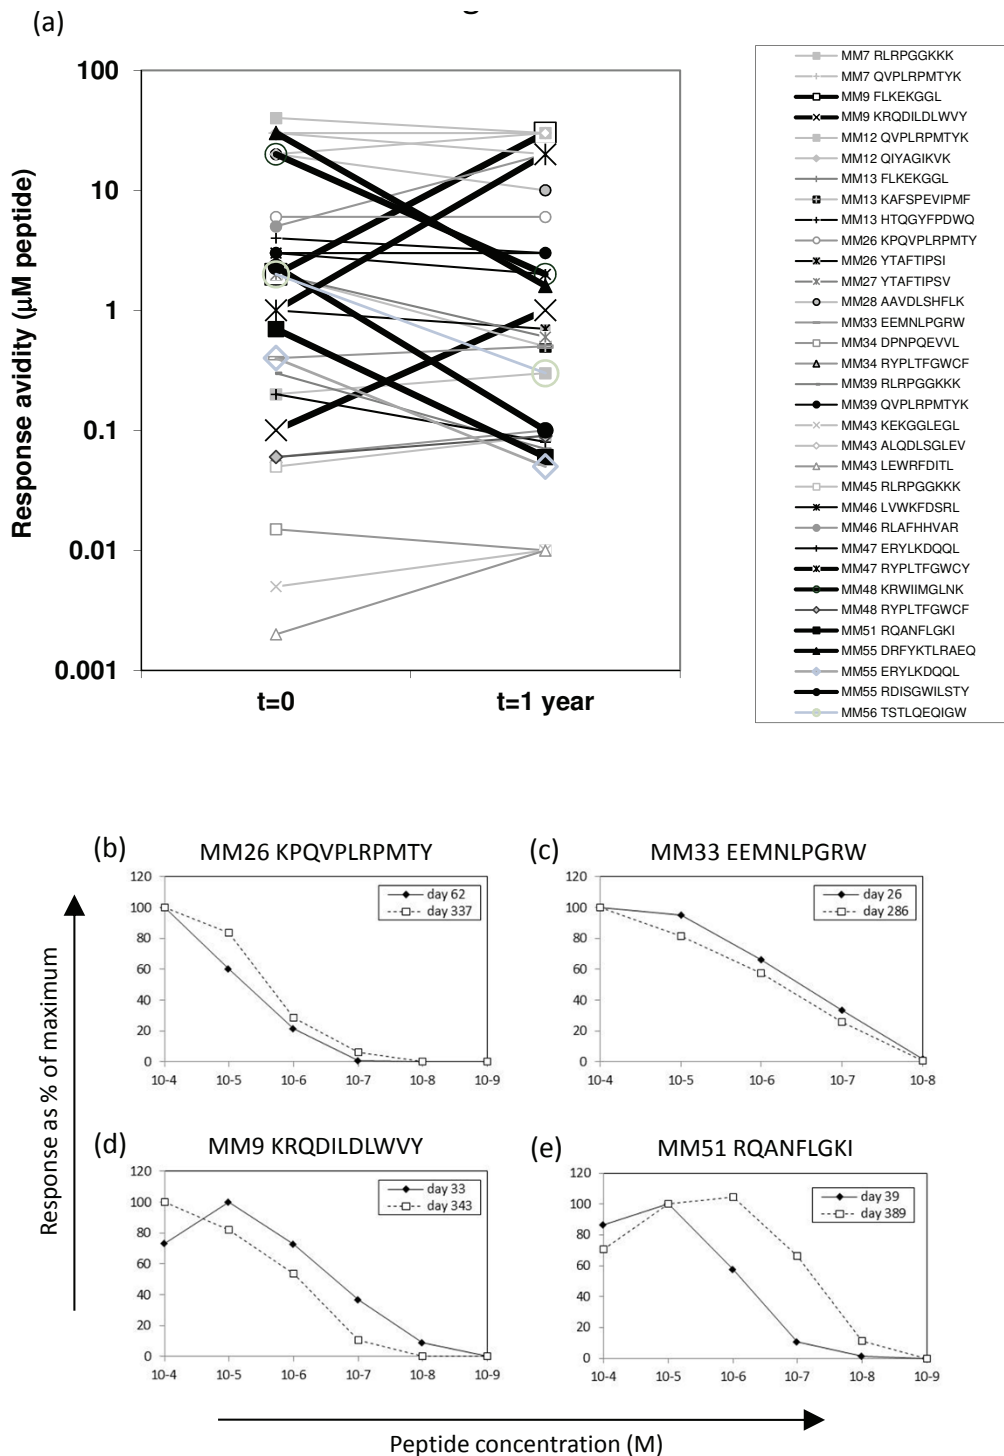 (a)
100
10
1
0.1
0.01
0.001
Response avidity (μM peptide)
t=0
t=1 year
MM7 RLRPGGKKK
MM7 QVPLRPMTYK
MM9 FLKEKGGL
MM9 KRQDILDLWVY
MM12 QVPLRPMTYK
MM12 QIYAGIKVK
MM13 FLKEKGGL
MM13 KAFSPEVIPMF
MM13 HTQGYFPDWQ
MM26 KPQVPLRPMTY
MM26 YTAFTIPSI
MM27 YTAFTIPSV
MM28 AAVDLSHFLK
MM33 EEMNLPGRW
MM34 DPNPQEVVL
MM34 RYPLTFGWCF
MM39 RLRPGGKKK
MM39 QVPLRPMTYK
MM43 KEKGGLEGL
MM43 ALQDLSGLEV
MM43 LEWRFDITL
MM45 RLRPGGKKK
MM46 LVWKFDSRL
MM46 RLAFHHVAR
MM47 ERYLKDQQL
MM47 RYPLTFGWCY
MM48 KRWIIMGLNK
MM48 RYPLTFGWCF
MM51 RQANFLGKI
MM55 DRFYKTLRAEQ
MM55 ERYLKDQQL
MM55 RDISGWILSTY
MM56 TSTLQEQIGW
(b)
MM26 KPQVPLRPMTY
120
100
80
60
40
20
0
day 62
day 337
10-4 10-5 10-6 10-7 10-8 10-9
(c)
MM33 EEMNLPGRW
120
100
80
60
40
20
0
day 26
day 286
10-4 10-5 10-6 10-7 10-8
(d)
MM9 KRQDILDLWVY
120
100
80
60
40
20
0
day 33
day 343
10-4 10-5 10-6 10-7 10-8 10-9
(e)
MM51 RQANFLGKI
120
100
80
60
40
20
0
day 39
day 389
10-4 10-5 10-6 10-7 10-8 10-9
Response as % of maximum
Peptide concentration (M)